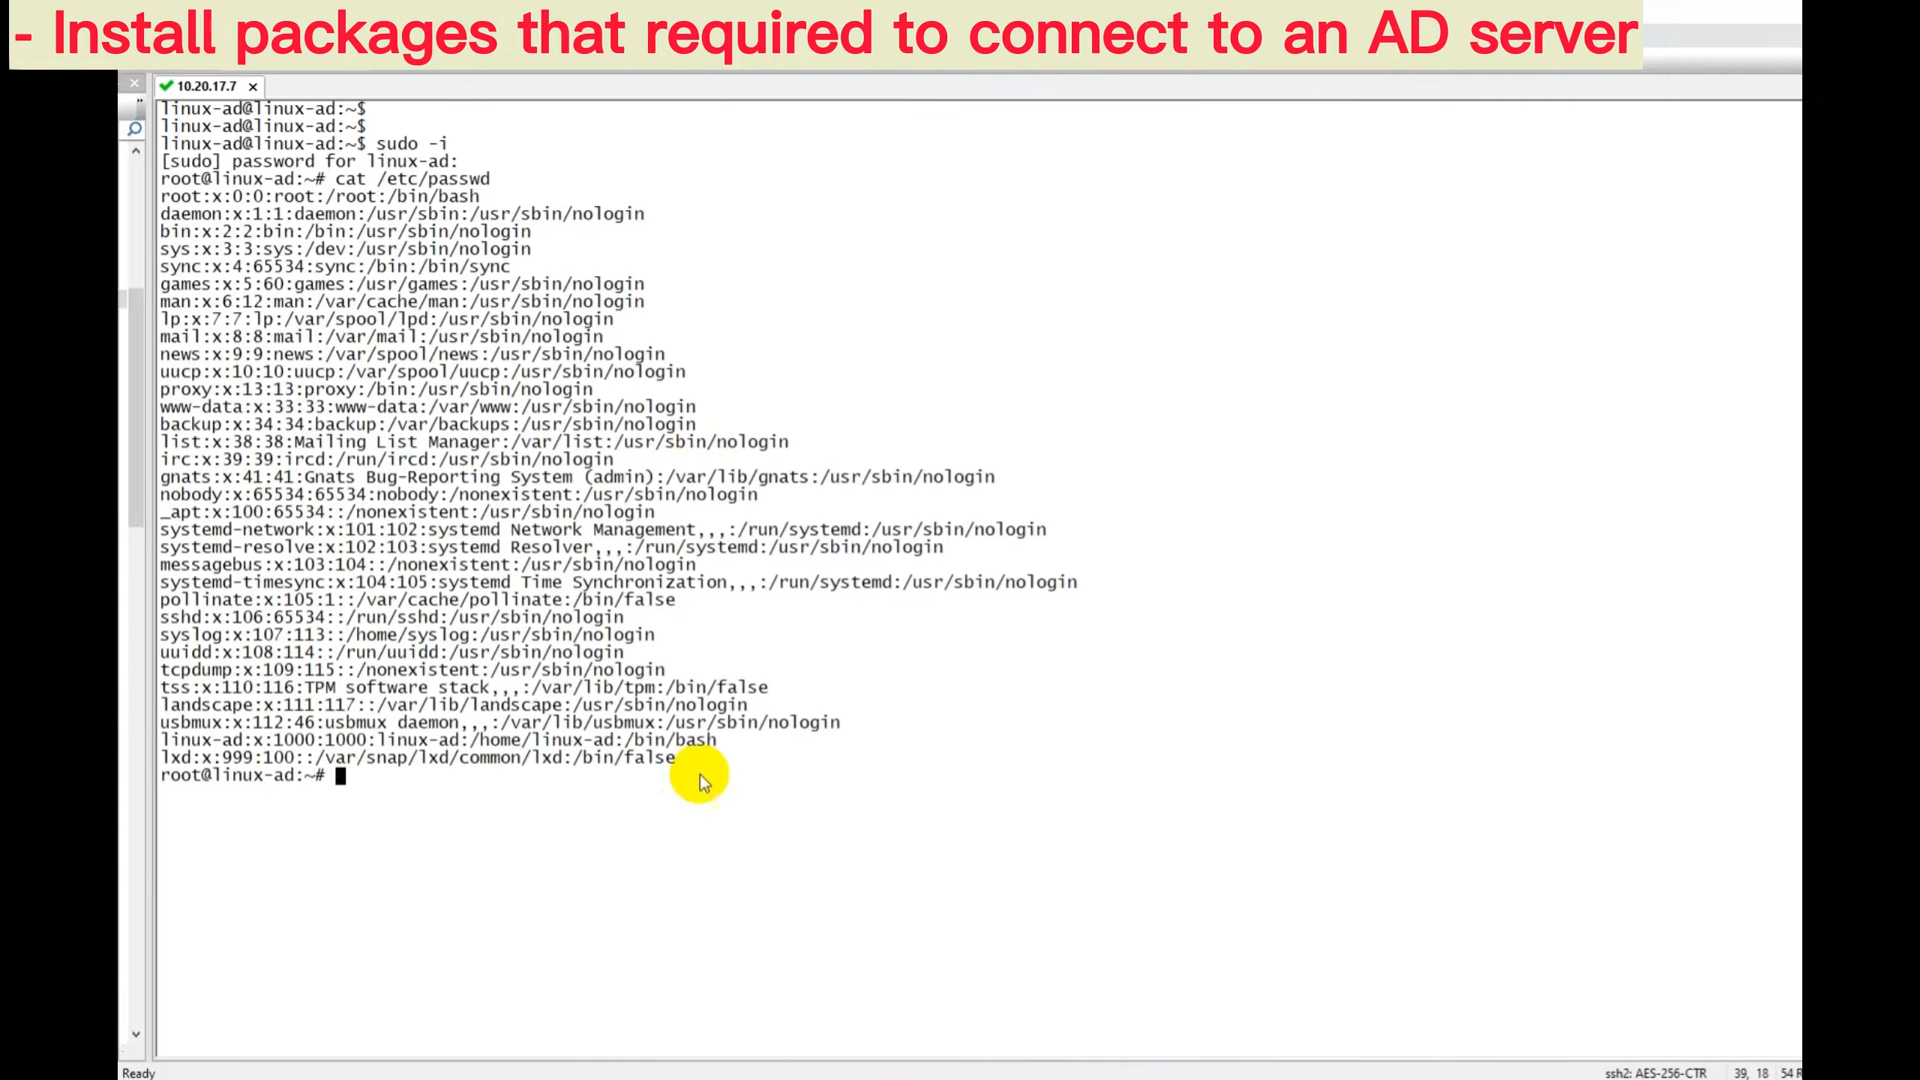 - Install packages that required to connect to an AD server
10.20.17.7
linux-ad@linux-ad:~$
linux-ad@linux-ad:~$
linux-ad@linux-ad:~$ sudo -i
[sudo] password for linux-ad:
root@linux-ad:~# cat /etc/passwd
root:x:0:0:root:/root:/bin/bash
daemon:x:1:1:daemon:/usr/sbin:/usr/sbin/nologin
bin:x:2:2:bin:/bin:/usr/sbin/nologin
sys:x:3:3:sys:/dev:/usr/sbin/nologin
sync:x:4:65534:sync:/bin:/bin/sync
games:x:5:60:games:/usr/games:/usr/sbin/nologin
man:x:6:12:man:/var/cache/man:/usr/sbin/nologin
lp:x:7:7:lp:/var/spool/lpd:/usr/sbin/nologin
mail:x:8:8:mail:/var/mail:/usr/sbin/nologin
news:x:9:9:news:/var/spool/news:/usr/sbin/nologin
uucp:x:10:10:uucp:/var/spool/uucp:/usr/sbin/nologin
proxy:x:13:13:proxy:/bin:/usr/sbin/nologin
www-data:x:33:33:www-data:/var/www:/usr/sbin/nologin
backup:x:34:34:backup:/var/backups:/usr/sbin/nologin
list:x:38:38:Mailing List Manager:/var/list:/usr/sbin/nologin
irc:x:39:39:ircd:/run/ircd:/usr/sbin/nologin
gnats:x:41:41:Gnats Bug-Reporting System (admin):/var/lib/gnats:/usr/sbin/nologin
nobody:x:65534:65534:nobody:/nonexistent:/usr/sbin/nologin
_apt:x:100:65534::/nonexistent:/usr/sbin/nologin
systemd-network:x:101:102:systemd Network Management,,,:/run/systemd:/usr/sbin/nologin
systemd-resolve:x:102:103:systemd Resolver,,,:/run/systemd:/usr/sbin/nologin
messagebus:x:103:104::/nonexistent:/usr/sbin/nologin
systemd-timesync:x:104:105:systemd Time Synchronization,,,:/run/systemd:/usr/sbin/nologin
pollinate:x:105:1::/var/cache/pollinate:/bin/false
sshd:x:106:65534::/run/sshd:/usr/sbin/nologin
syslog:x:107:113::/home/syslog:/usr/sbin/nologin
uuidd:x:108:114::/run/uuidd:/usr/sbin/nologin
tcpdump:x:109:115::/nonexistent:/usr/sbin/nologin
tss:x:110:116:TPM software stack,,,:/var/lib/tpm:/bin/false
landscape:x:111:117::/var/lib/landscape:/usr/sbin/nologin
usbmux:x:112:46:usbmux daemon,,,:/var/lib/usbmux:/usr/sbin/nologin
linux-ad:x:1000:1000:linux-ad:/home/linux-ad:/bin/bash
lxd:x:999:100::/var/snap/lxd/common/lxd:/bin/false
root@linux-ad:~#
Ready
ssh2: AES-256-CTR 39, 18 54 R